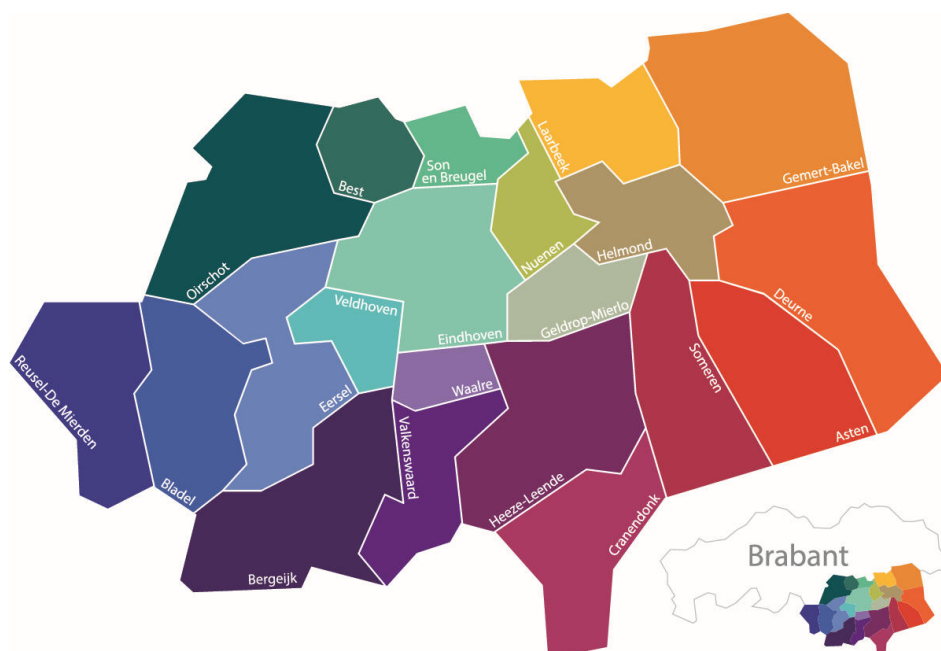 Laarbeek
Gemert-Bakel
Son
en Breugel
Best
Nuenen
Helmond
Oirschot
Veldhoven
Eindhoven
Geldrop-Mierlo
Deurne
Reusel-De Mierden
Eersel
Waalre
Someren
Asten
Bladel
Valkenswaard
Heeze-Leende
Cranendonk
Bergeijk
Brabant